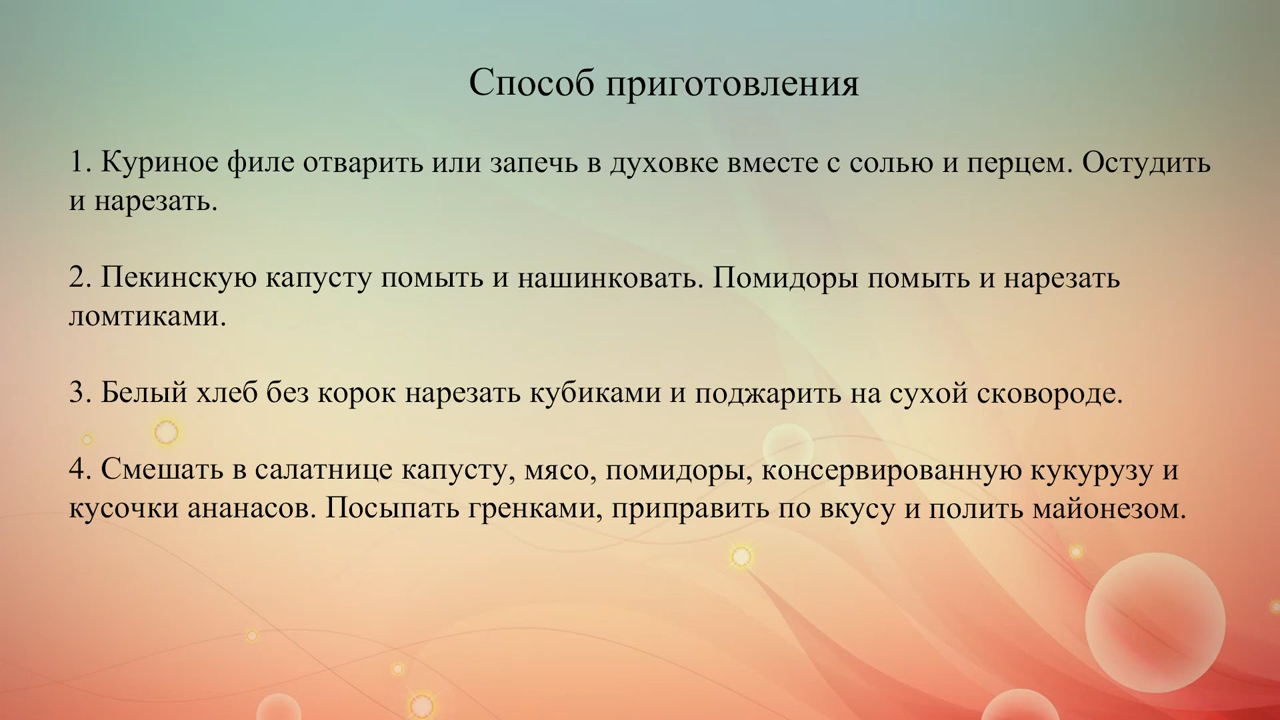 Способ приготовления
1. Куриное филе отварить или запечь в духовке вместе с солью и перцем. Остудить
и нарезать.
2. Пекинскую капусту помыть и нашинковать. Помидоры помыть и нарезать
ломтиками.
3. Белый хлеб без корок нарезать кубиками и поджарить на сухой сковороде.
4. Смешать в салатнице капусту, мясо, помидоры, консервированную кукурузу и
кусочки ананасов. Посыпать гренками, приправить по вкусу и полить майонезом.